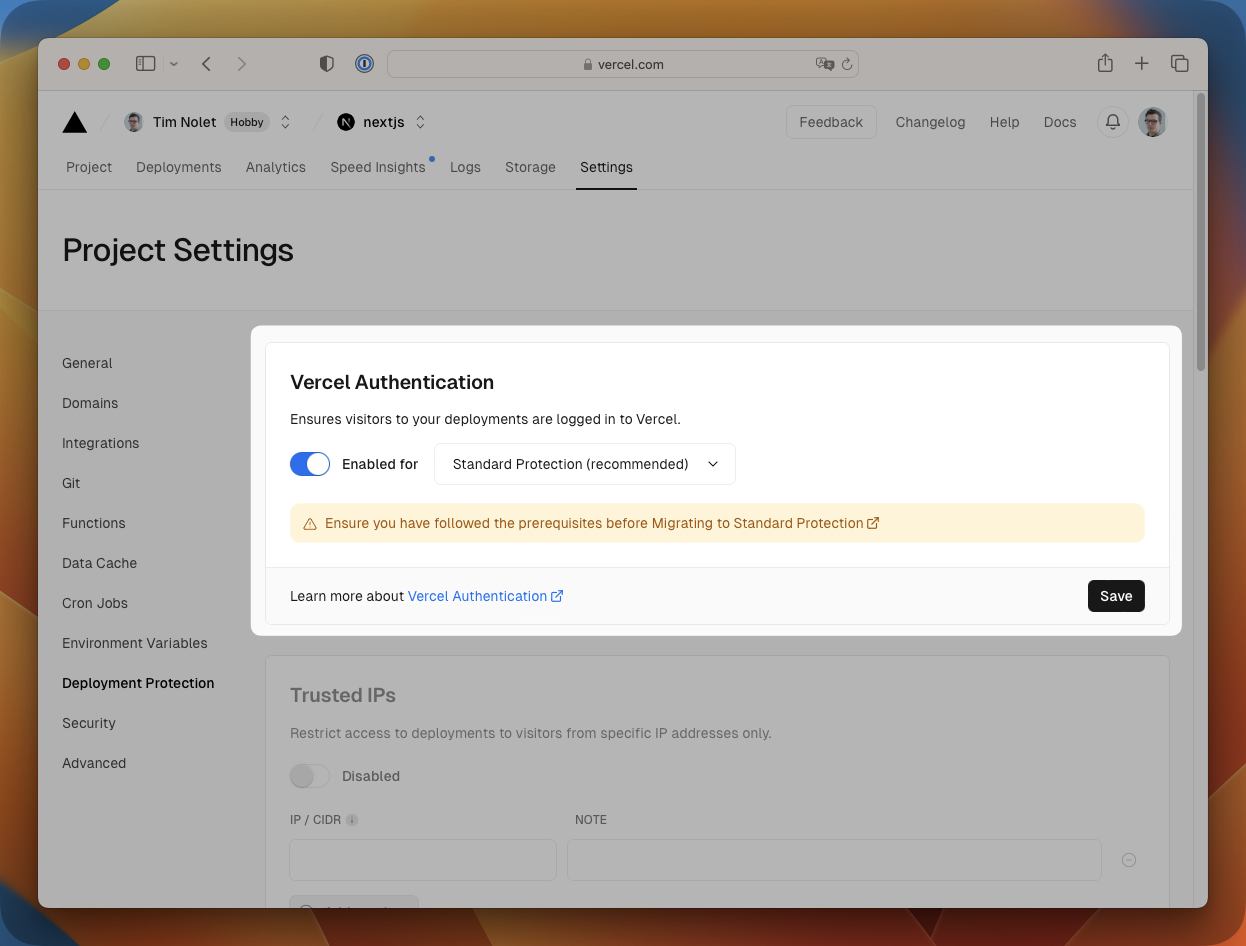 vercel.com
Tim Nolet Hobby nextjs Feedback Changelog Help Docs
Project Deployments Analytics Speed Insights Logs Storage Settings
Project Settings
General
Domains
Integrations
Git
Functions
Data Cache
Cron Jobs
Environment Variables
Deployment Protection
Security
Advanced
Vercel Authentication
Ensures visitors to your deployments are logged in to Vercel.
Enabled for Standard Protection (recommended)
Ensure you have followed the prerequisites before Migrating to Standard Protection
Learn more about Vercel Authentication Save
Trusted IPs
Restrict access to deployments to visitors from specific IP addresses only.
Disabled
IP / CIDR NOTE